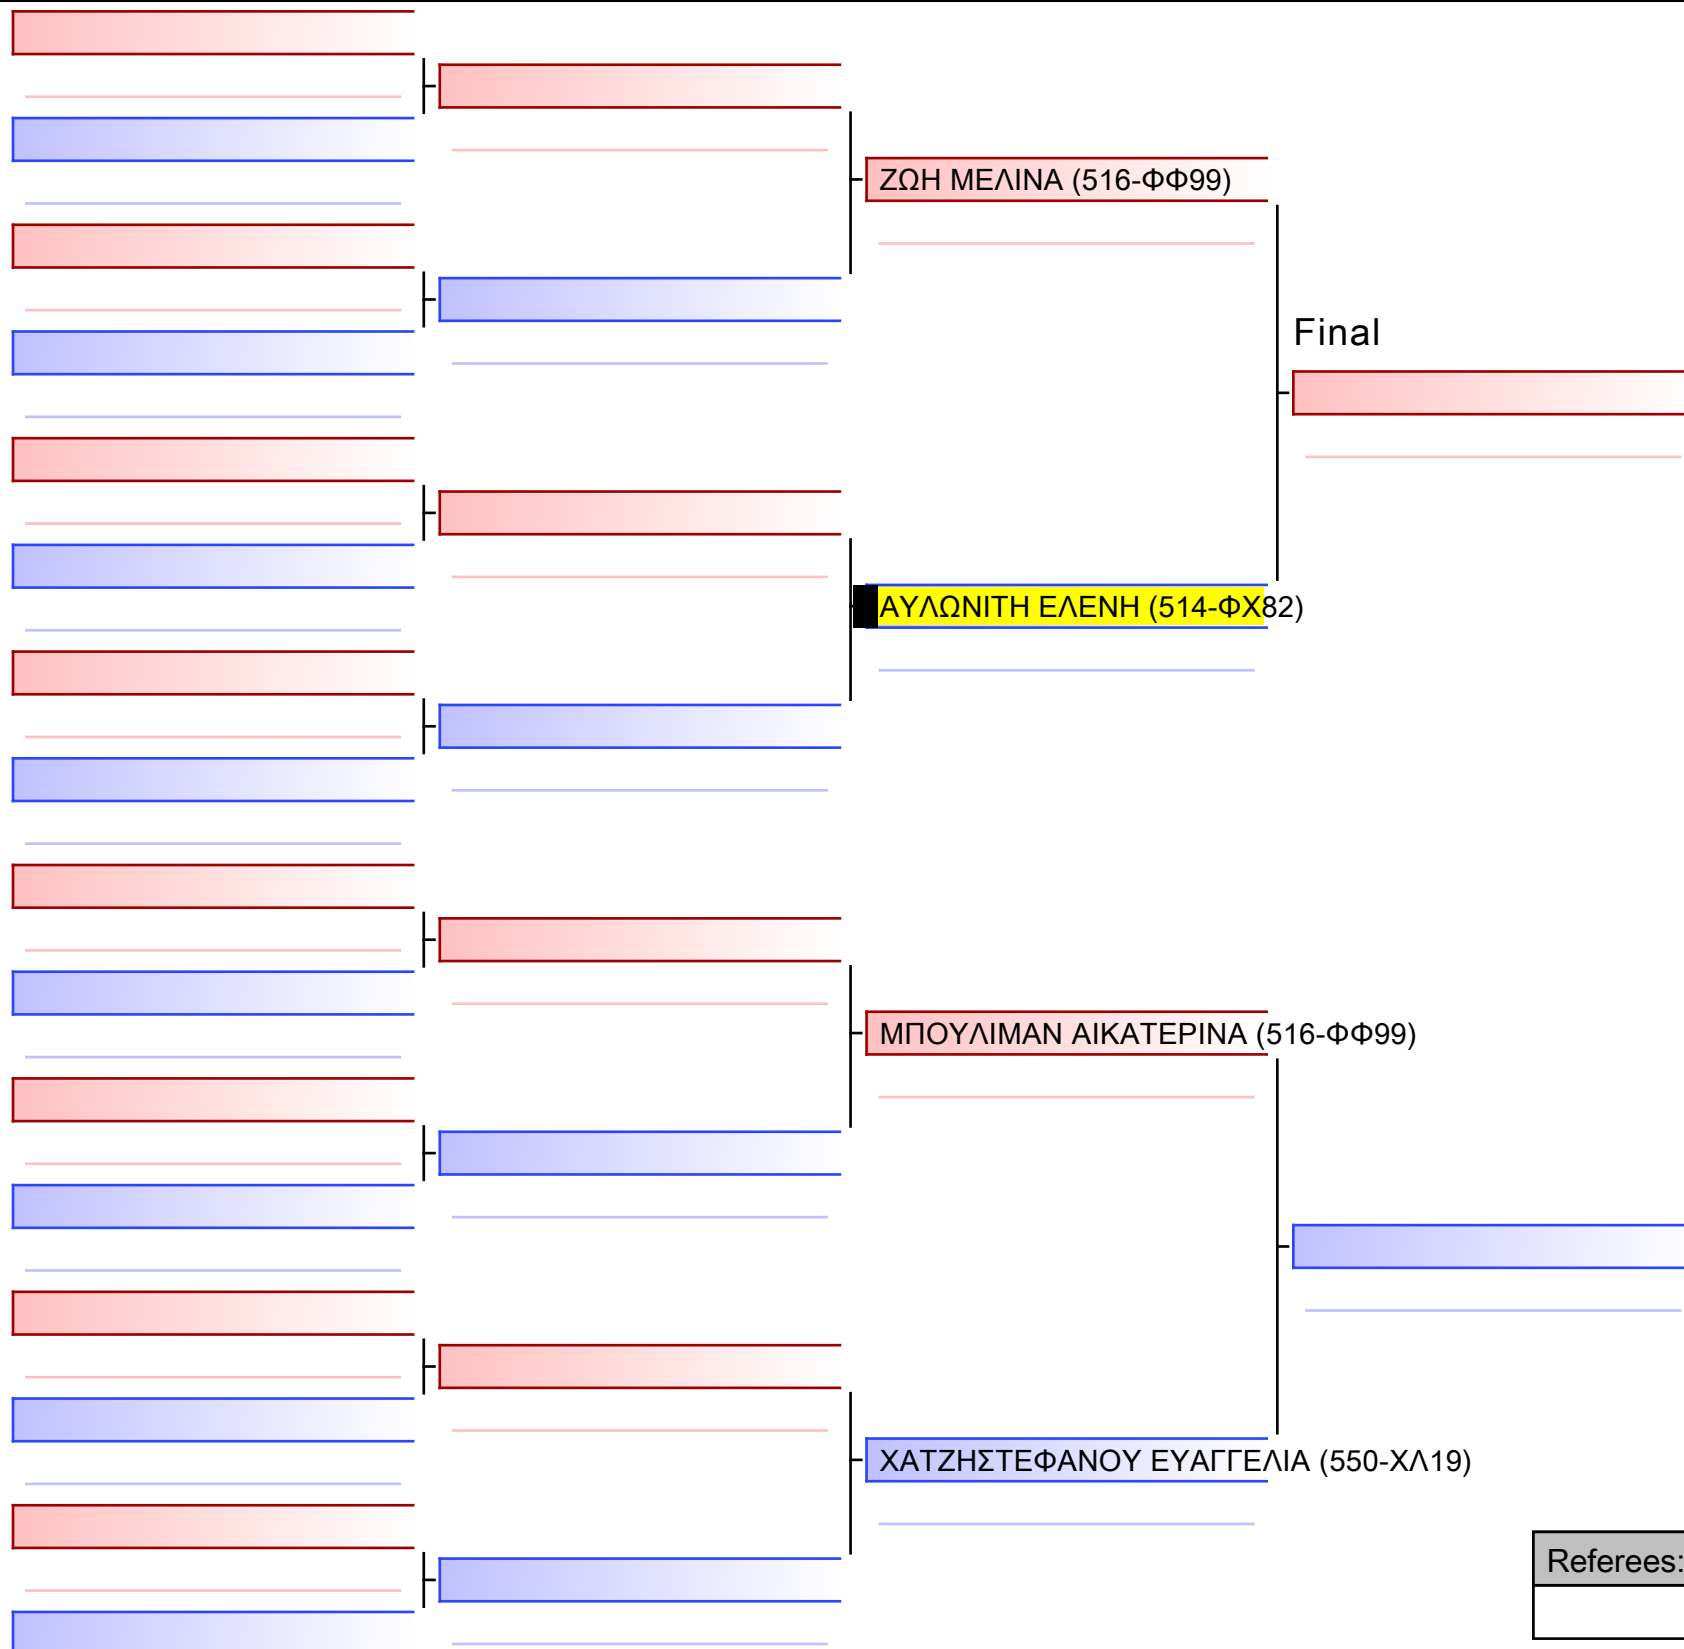 ΖΩΗ ΜΕΛΙΝΑ (516-ΦΦ99)
Final
ΑΥΛΩΝΙΤΗ ΕΛΕΝΗ (514-ΦΧ82)
ΜΠΟΥΛΙΜΑΝ ΑΙΚΑΤΕΡΙΝΑ (516-ΦΦ99)
ΧΑΤΖΗΣΤΕΦΑΝΟΥ ΕΥΑΓΓΕΛΙΑ (550-ΧΛ19)
Referees: